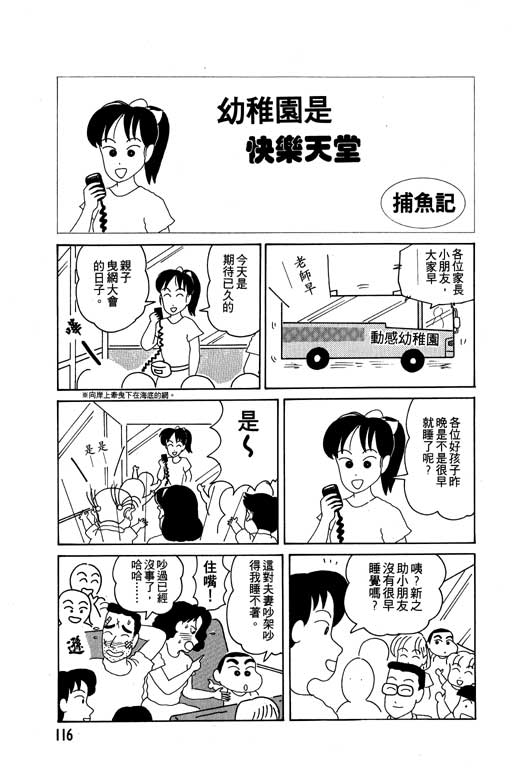 幼稚園是
快樂天堂
捕魚記
各位家長
小朋友，
大家早
老師早
動感幼稚園
今天是
期待已久的
親子
曳網大會
的日子。
※
※向岸上牽曳下在海底的網。
各位好孩子昨
晚是不是很早
就睡了呢？
是～
是是
咦？新之
助小朋友
沒有很早
睡覺嗎？
這對夫妻吵架吵
得我睡不著。
住嘴！
吵過已經
沒事了，
哈哈……
遜
116